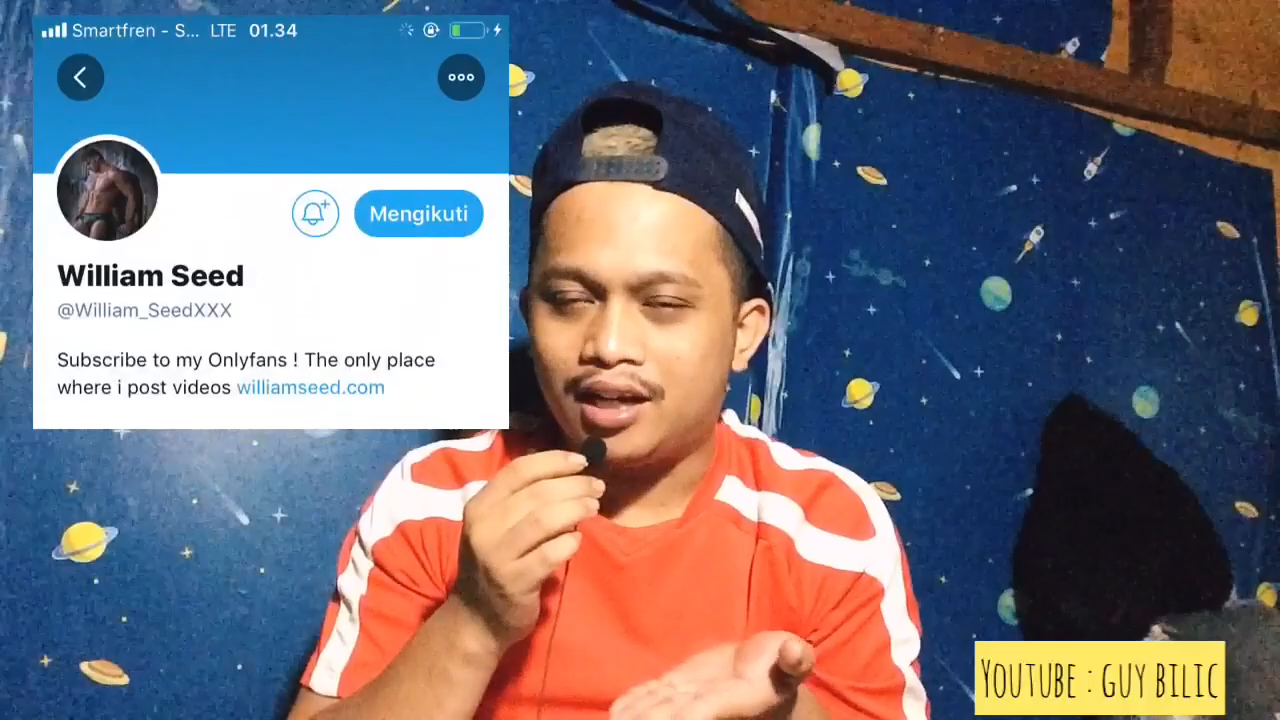 Smartfren - S... LTE 01.34
Mengikuti
William Seed
@William_SeedXXX
Subscribe to my Onlyfans ! The only place
where i post videos williamseed.com
YOUTUBE : GUY BILIC